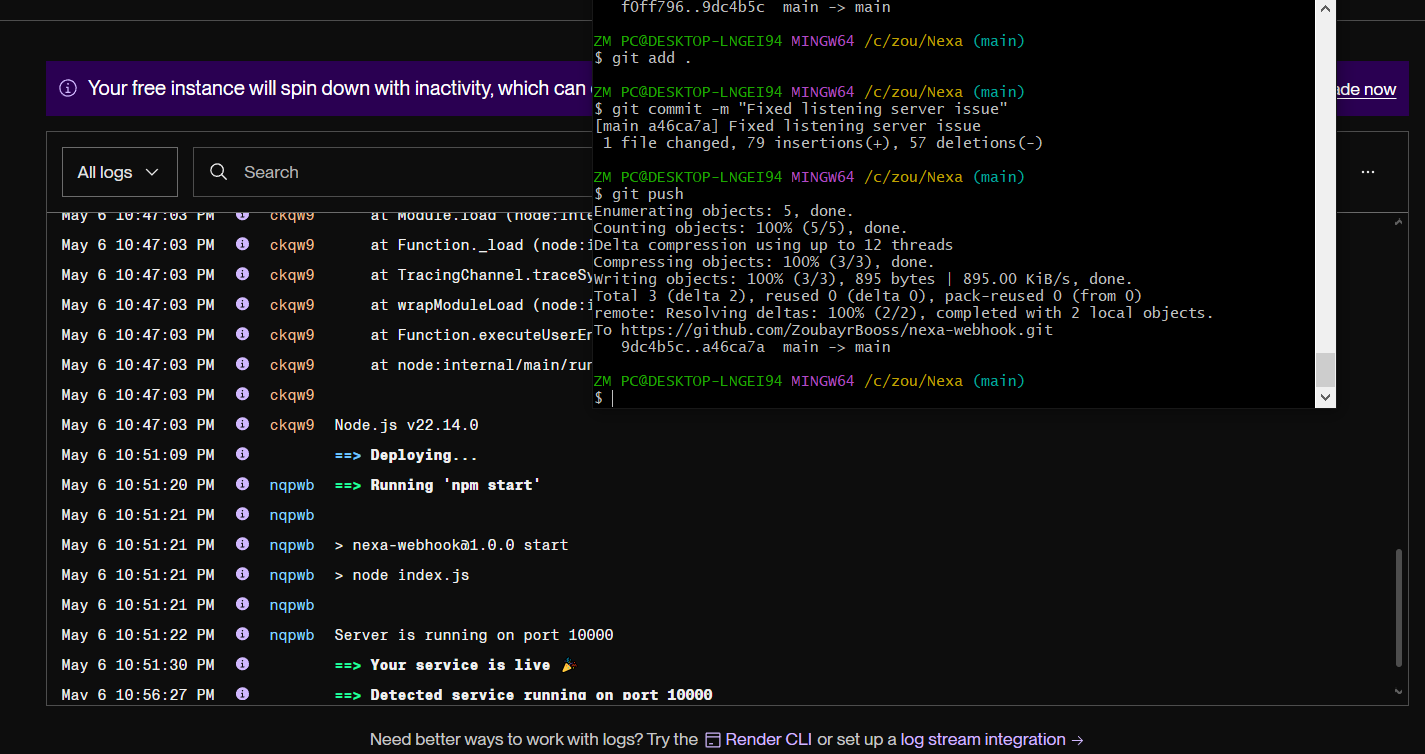 f0ff796..9dc4b5c  main -> main
ZM PC@DESKTOP-LNGEI94 MINGW64 /c/zou/Nexa (main)
$ git add .
ZM PC@DESKTOP-LNGEI94 MINGW64 /c/zou/Nexa (main)
$ git commit -m "Fixed listening server issue"
[main a46ca7a] Fixed listening server issue
1 file changed, 79 insertions(+), 57 deletions(-)
ZM PC@DESKTOP-LNGEI94 MINGW64 /c/zou/Nexa (main)
$ git push
Enumerating objects: 5, done.
Counting objects: 100% (5/5), done.
Delta compression using up to 12 threads
Compressing objects: 100% (3/3), done.
Writing objects: 100% (3/3), 895 bytes | 895.00 KiB/s, done.
Total 3 (delta 2), reused 0 (delta 0), pack-reused 0 (from 0)
remote: Resolving deltas: 100% (2/2), completed with 2 local objects.
To https://github.com/ZoubayrBooss/nexa-webhook.git
9dc4b5c..a46ca7a  main -> main
ZM PC@DESKTOP-LNGEI94 MINGW64 /c/zou/Nexa (main)
$
Your free instance will spin down with inactivity, which can
ade now
All logs
Search
...
May 6 10:47:03 PM ckqw9 at Module.load (node:inte
May 6 10:47:03 PM ckqw9 at Function._load (node:i
May 6 10:47:03 PM ckqw9 at TracingChannel.traceSy
May 6 10:47:03 PM ckqw9 at wrapModuleLoad (node:i
May 6 10:47:03 PM ckqw9 at Function.executeUserEn
May 6 10:47:03 PM ckqw9 at node:internal/main/run
May 6 10:47:03 PM ckqw9
May 6 10:47:03 PM ckqw9 Node.js v22.14.0
May 6 10:51:09 PM ==> Deploying...
May 6 10:51:20 PM nqpwb ==> Running 'npm start'
May 6 10:51:21 PM nqpwb
May 6 10:51:21 PM nqpwb > nexa-webhook@1.0.0 start
May 6 10:51:21 PM nqpwb > node index.js
May 6 10:51:21 PM nqpwb
May 6 10:51:22 PM nqpwb Server is running on port 10000
May 6 10:51:30 PM ==> Your service is live 🎉
May 6 10:56:27 PM ==> Detected service running on port 10000
Need better ways to work with logs? Try the Render CLI or set up a log stream integration →